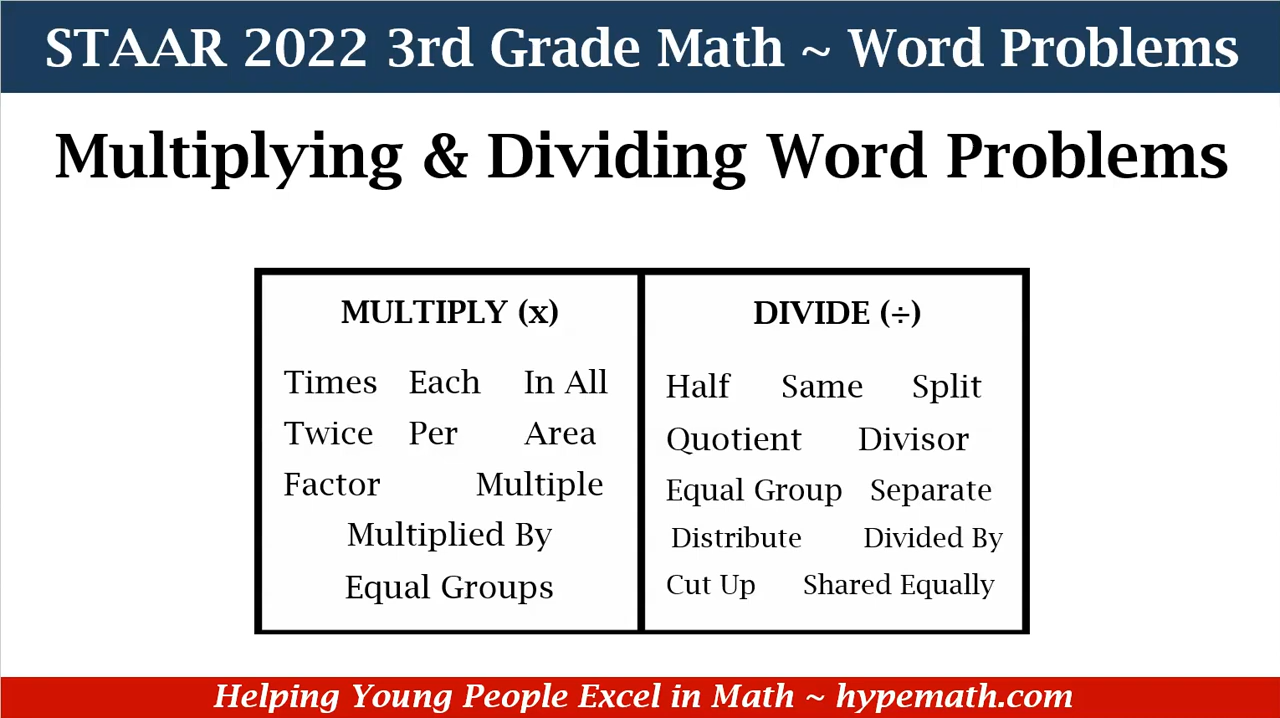 STAAR 2022 3rd Grade Math ~ Word Problems
Multiplying & Dividing Word Problems
MULTIPLY (x)
Times Each In All
Twice Per Area
Factor Multiple
Multiplied By
Equal Groups
DIVIDE (÷)
Half Same Split
Quotient Divisor
Equal Group Separate
Distribute Divided By
Cut Up Shared Equally
Helping Young People Excel in Math ~ hypemath.com